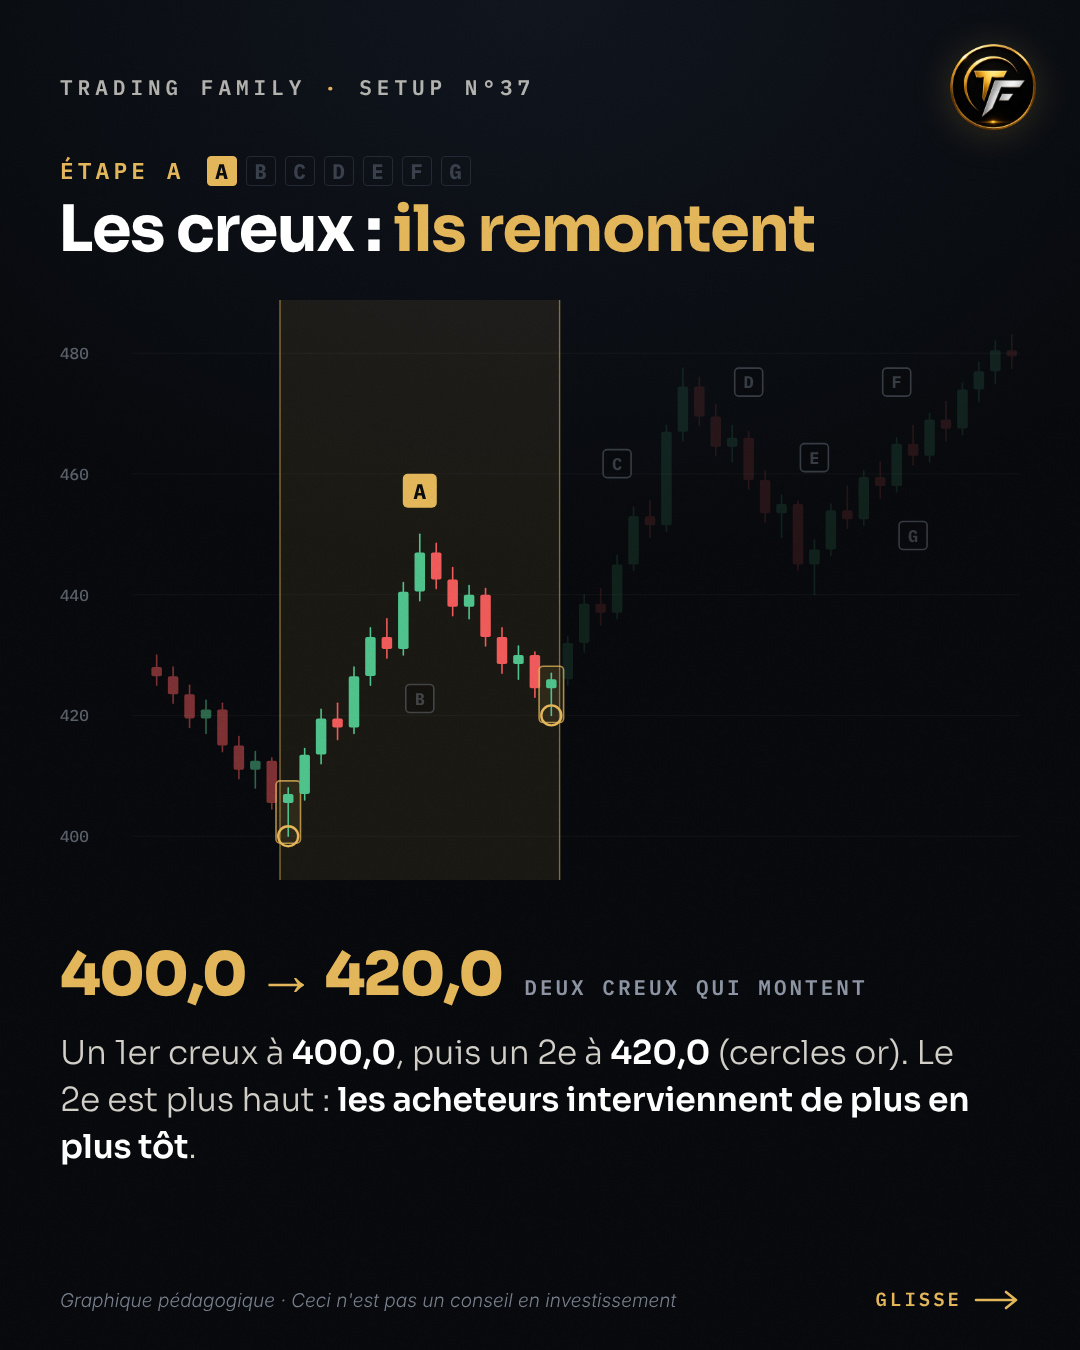 TRADING FAMILY · SETUP N°37
TF
ÉTAPE A A B C D E F G
Les creux : ils remontent
480
D
F
460
C
E
A
G
440
B
420
400
400,0 → 420,0 DEUX CREUX QUI MONTENT
Un 1er creux à 400,0, puis un 2e à 420,0 (cercles or). Le
2e est plus haut : les acheteurs interviennent de plus en
plus tôt.
Graphique pédagogique · Ceci n'est pas un conseil en investissement
GLISSE →